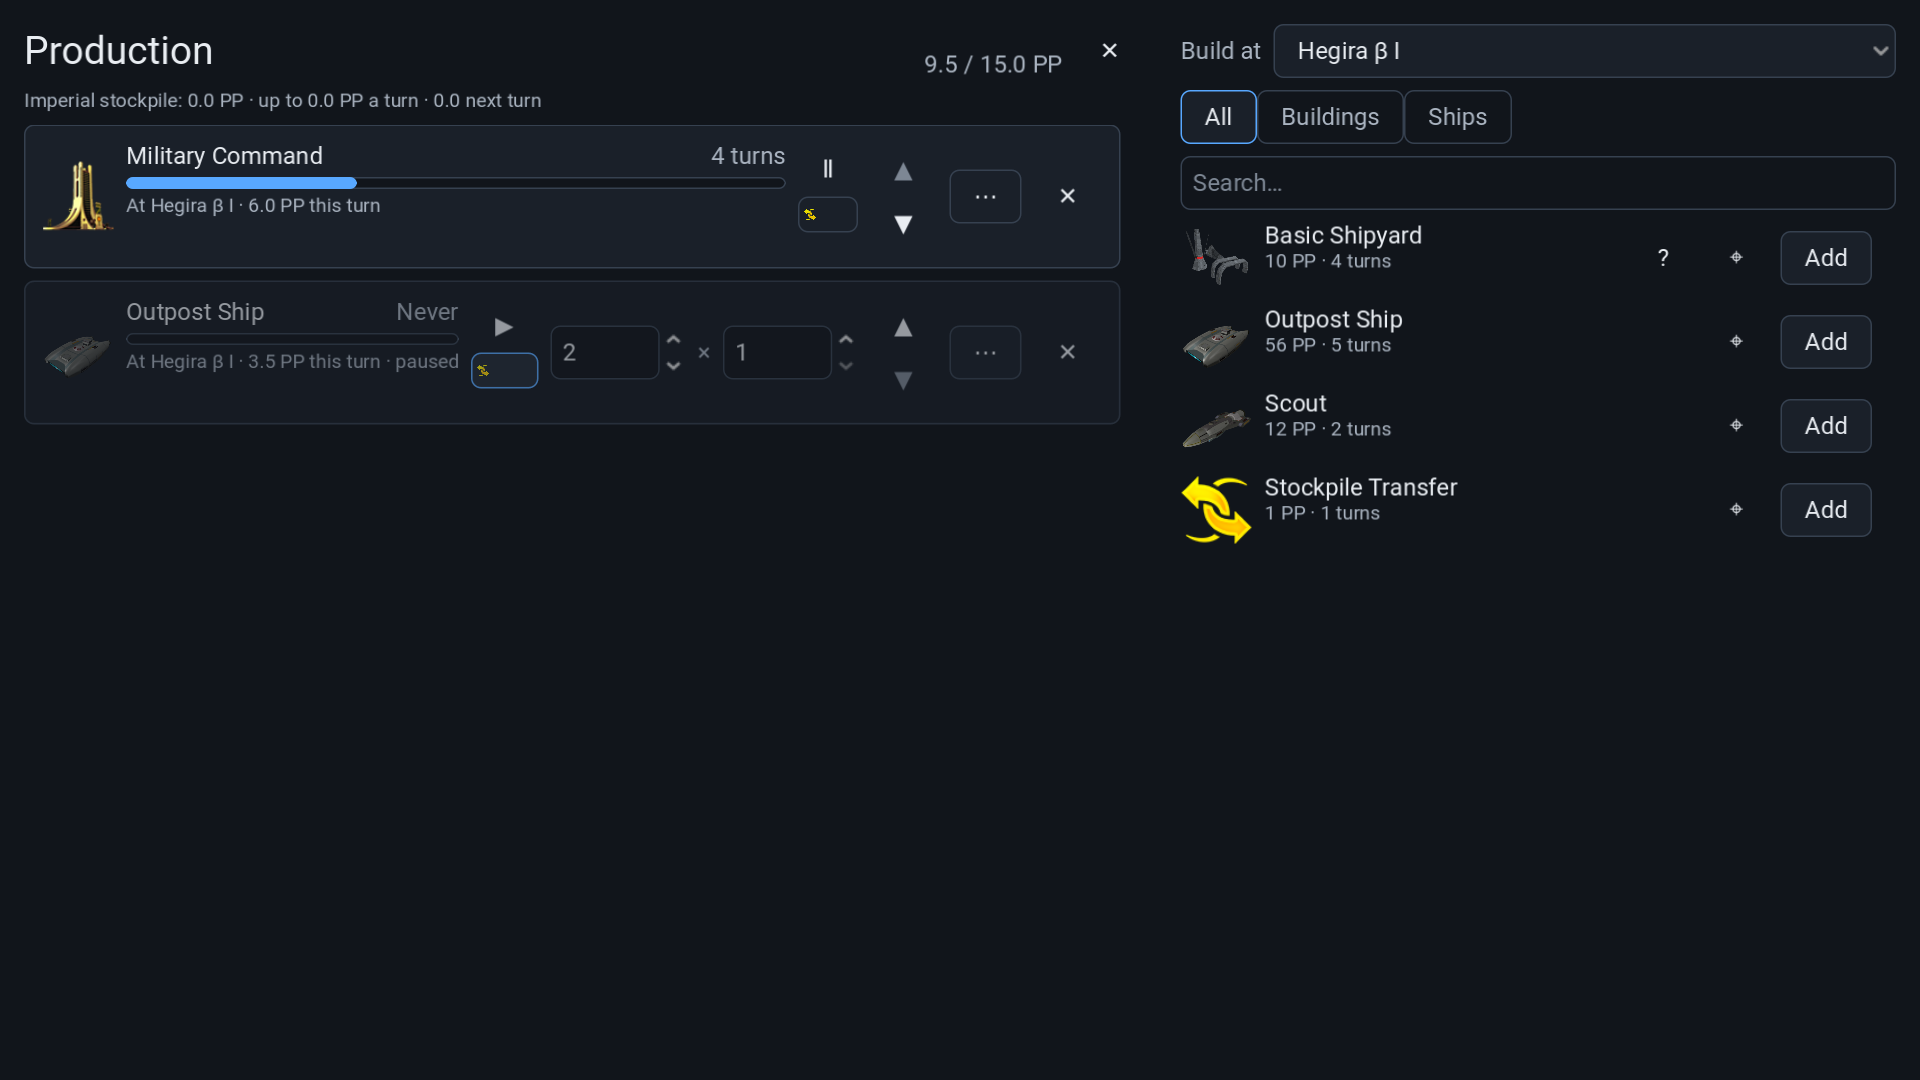 Production
9.5 / 15.0 PP
Imperial stockpile: 0.0 PP · up to 0.0 PP a turn · 0.0 next turn
Military Command
4 turns
At Hegira β I · 6.0 PP this turn
Outpost Ship
Never
At Hegira β I · 3.5 PP this turn · paused
2 × 1
Build at
Hegira β I
All
Buildings
Ships
Search…
Basic Shipyard
10 PP · 4 turns
?
Add
Outpost Ship
56 PP · 5 turns
Add
Scout
12 PP · 2 turns
Add
Stockpile Transfer
1 PP · 1 turns
Add